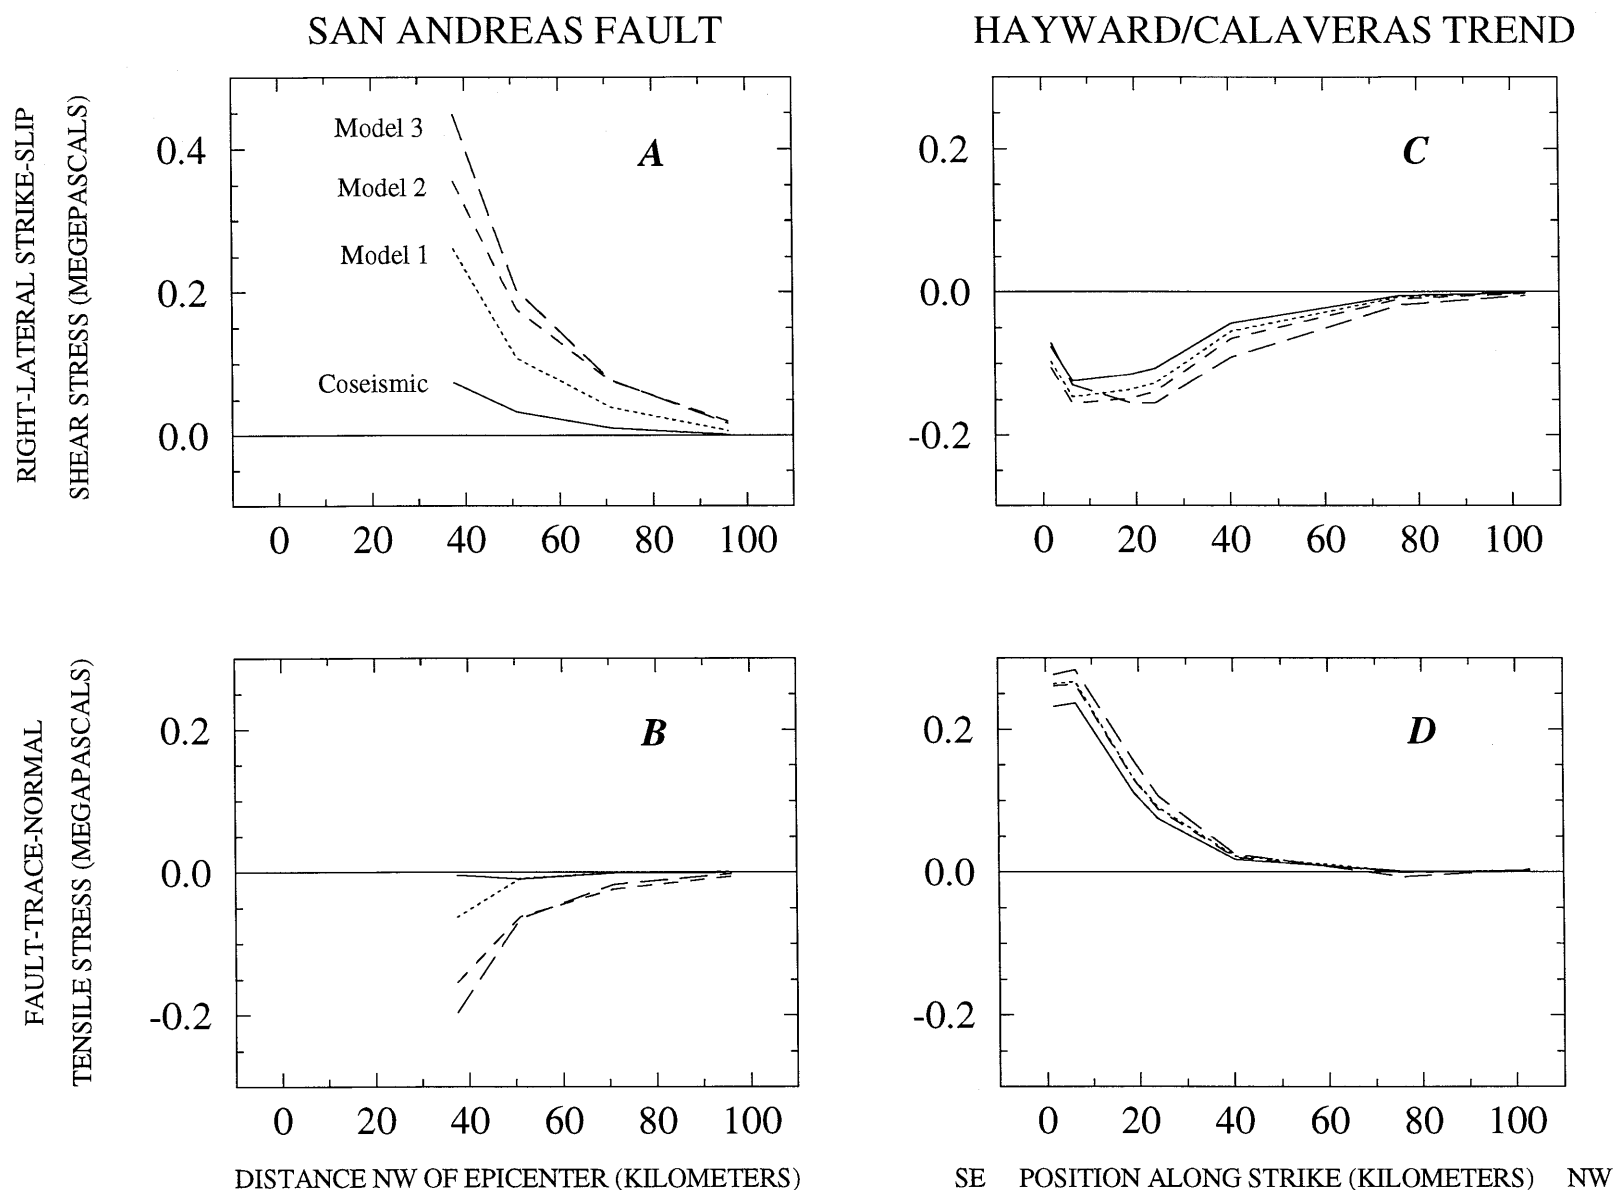 SAN ANDREAS FAULT
HAYWARD/CALAVERAS TREND
RIGHT-LATERAL STRIKE-SLIP
SHEAR STRESS (MEGEPASCALS)
0.4
0.2
0.0
Model 3
Model 2
Model 1
Coseismic
A
0 20 40 60 80 100
0.2
0.0
-0.2
C
0 20 40 60 80 100
FAULT-TRACE-NORMAL
TENSILE STRESS (MEGAPASCALS)
0.2
0.0
-0.2
B
0 20 40 60 80 100
DISTANCE NW OF EPICENTER (KILOMETERS)
0.2
0.0
-0.2
D
0 20 40 60 80 100
SE POSITION ALONG STRIKE (KILOMETERS) NW